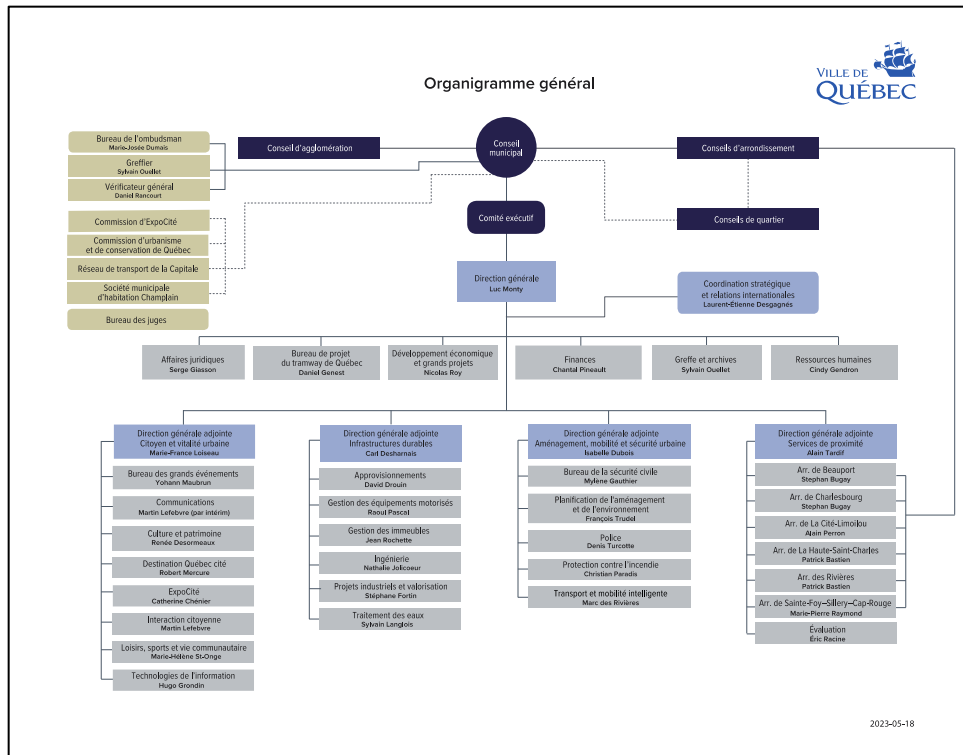 Organigramme général
VILLE DE
QUÉBEC
Bureau de l'ombudsman
Marie-Josée Dumais
Greffier
Sylvain Ouellet
Vérificateur général
Daniel Rancourt
Conseil d'agglomération
Conseil
municipal
Conseils d'arrondissement
Commission d'ExpoCité
Commission d'urbanisme
et de conservation de Québec
Réseau de transport de la Capitale
Société municipale
d'habitation Champlain
Bureau des juges
Comité exécutif
Conseils de quartier
Direction générale
Luc Monty
Coordination stratégique
et relations internationales
Laurent-Étienne Desgagnés
Affaires juridiques
Serge Giasson
Bureau de projet
du tramway de Québec
Daniel Genest
Développement économique
et grands projets
Nicolas Roy
Finances
Chantal Pineault
Greffe et archives
Sylvain Ouellet
Ressources humaines
Cindy Gendron
Direction générale adjointe
Citoyen et vitalité urbaine
Marie-France Loiseau
Bureau des grands événements
Yohann Maubrun
Communications
Martin Lefebvre (par intérim)
Culture et patrimoine
Renée Desormeaux
Destination Québec cité
Robert Mercure
ExpoCité
Catherine Chénier
Interaction citoyenne
Martin Lefebvre
Loisirs, sports et vie communautaire
Marie-Hélène St-Onge
Technologies de l'information
Hugo Grondin
Direction générale adjointe
Infrastructures durables
Carl Desharnais
Approvisionnements
David Drouin
Gestion des équipements motorisés
Raoul Pascal
Gestion des immeubles
Jean Rochette
Ingénierie
Nathalie Jolicoeur
Projets industriels et valorisation
Stéphane Fortin
Traitement des eaux
Sylvain Langlois
Direction générale adjointe
Aménagement, mobilité et sécurité urbaine
Isabelle Dubois
Bureau de la sécurité civile
Mylène Gauthier
Planification de l'aménagement
et de l'environnement
François Trudel
Police
Denis Turcotte
Protection contre l'incendie
Christian Paradis
Transport et mobilité intelligente
Marc des Rivières
Direction générale adjointe
Services de proximité
Alain Tardif
Arr. de Beauport
Stephan Bugay
Arr. de Charlesbourg
Stephan Bugay
Arr. de La Cité-Limoilou
Alain Perron
Arr. de La Haute-Saint-Charles
Patrick Bastien
Arr. des Rivières
Patrick Bastien
Arr. de Sainte-Foy–Sillery–Cap-Rouge
Marie-Pierre Raymond
Évaluation
Éric Racine
2023-05-18